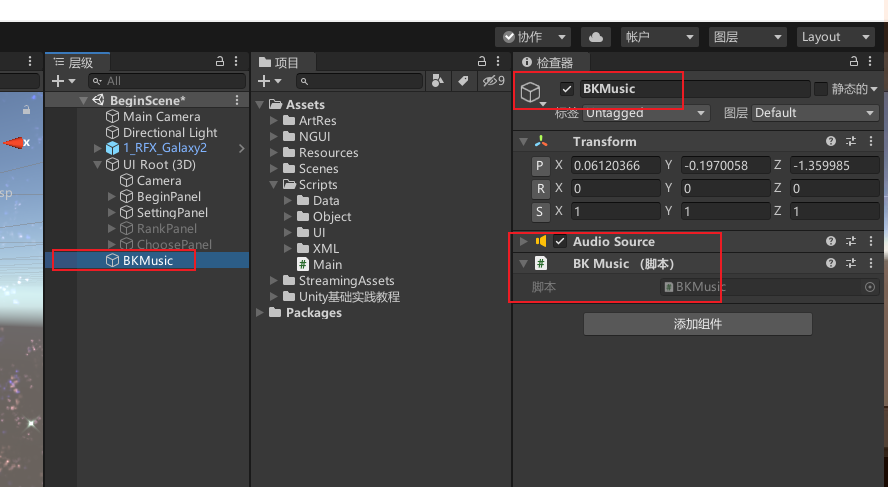 协作
帐户
图层
Layout
层级
All
BeginScene*
Main Camera
Directional Light
1_RFX_Galaxy2
UI Root (3D)
Camera
BeginPanel
SettingPanel
RankPanel
ChoosePanel
BKMusic
项目
9
Assets
ArtRes
NGUI
Resources
Scenes
Scripts
Data
Object
UI
XML
Main
StreamingAssets
Unity基础实践教程
Packages
检查器
BKMusic
静态的
标签 Untagged 图层 Default
Transform
P X 0.06120366 Y -0.1970058 Z -1.359985
R X 0 Y 0 Z 0
S X 1 Y 1 Z 1
Audio Source
# BK Music （脚本）
脚本 BKMusic
添加组件
x
sp